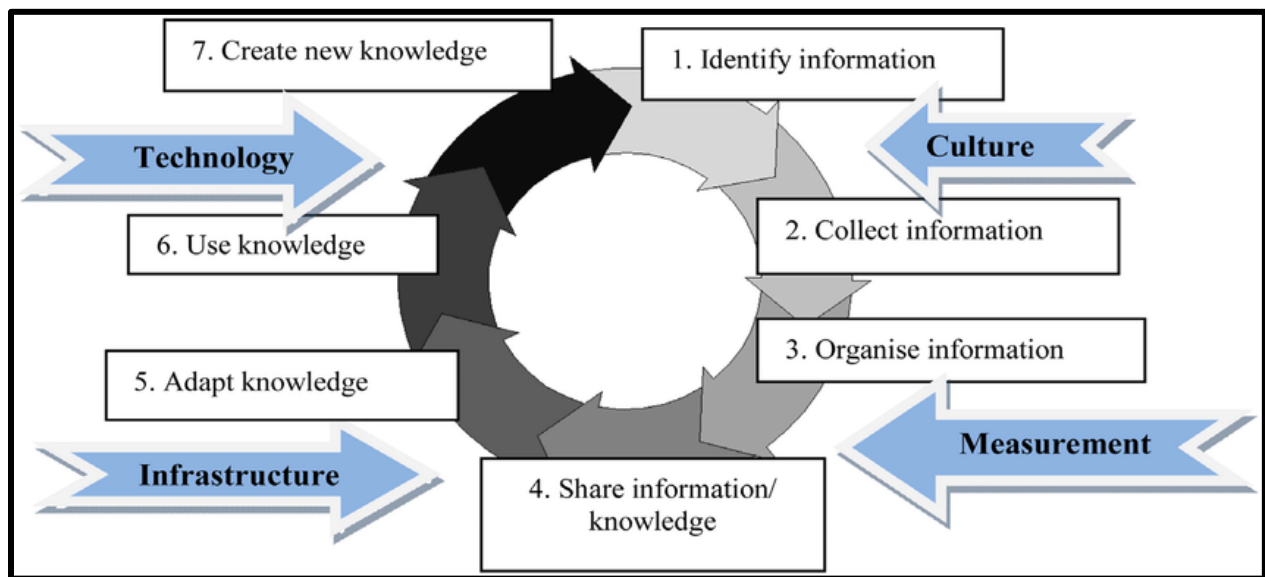 7. Create new knowledge
1. Identify information
Technology
Culture
6. Use knowledge
2. Collect information
3. Organise information
5. Adapt knowledge
Measurement
Infrastructure
4. Share information/
knowledge